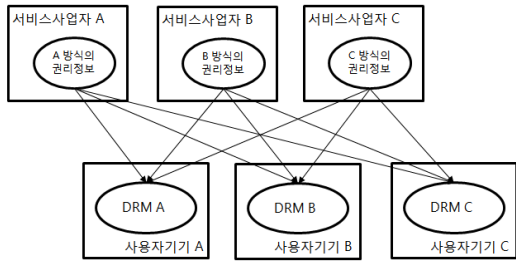 서비스사업자 A
서비스사업자 B
서비스사업자 C
A 방식의
권리정보
B 방식의
권리정보
C 방식의
권리정보
DRM A
DRM B
DRM C
사용자기기 A
사용자기기 B
사용자기기 C